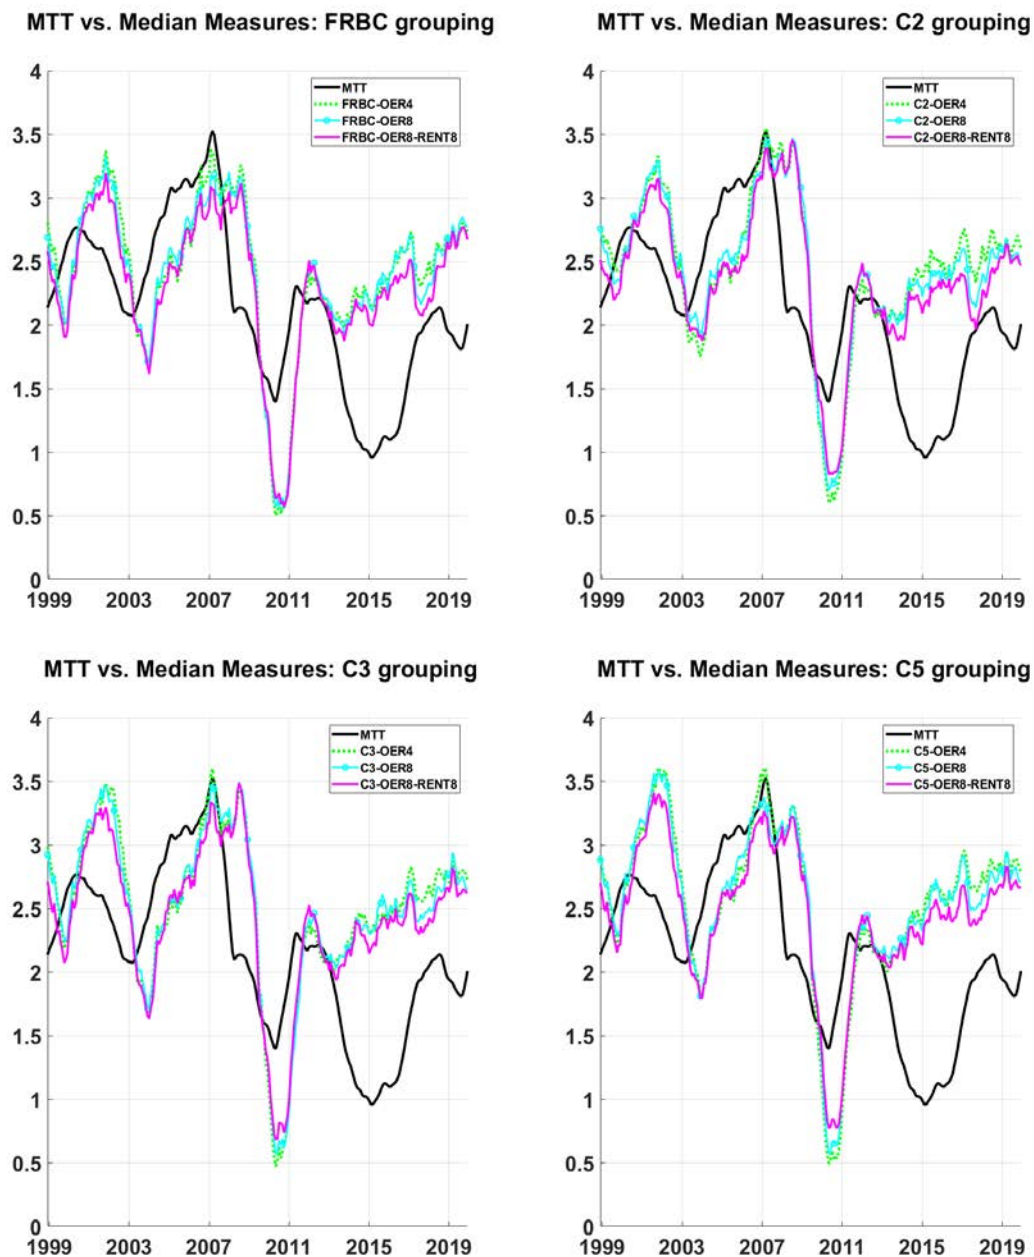 MTT vs. Median Measures: FRBC grouping
4
3.5
3
2.5
2
1.5
1
0.5
0
1999 2003 2007 2011 2015 2019
MTT
FRBC-OER4
FRBC-OER8
FRBC-OER8-RENT8
MTT vs. Median Measures: C2 grouping
4
3.5
3
2.5
2
1.5
1
0.5
0
1999 2003 2007 2011 2015 2019
MTT
C2-OER4
C2-OER8
C2-OER8-RENT8
MTT vs. Median Measures: C3 grouping
4
3.5
3
2.5
2
1.5
1
0.5
0
1999 2003 2007 2011 2015 2019
MTT
C3-OER4
C3-OER8
C3-OER8-RENT8
MTT vs. Median Measures: C5 grouping
4
3.5
3
2.5
2
1.5
1
0.5
0
1999 2003 2007 2011 2015 2019
MTT
C5-OER4
C5-OER8
C5-OER8-RENT8